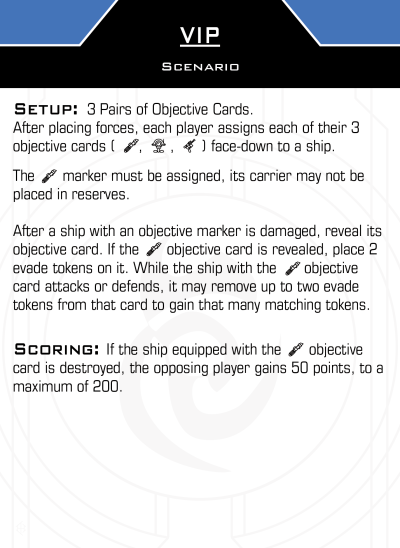 VIP
Scenario
Setup: 3 Pairs of Objective Cards.
After placing forces, each player assigns each of their 3
objective cards ( , , ) face-down to a ship.
The marker must be assigned, its carrier may not be
placed in reserves.
After a ship with an objective marker is damaged, reveal its
objective card. If the objective card is revealed, place 2
evade tokens on it. While the ship with the objective
card attacks or defends, it may remove up to two evade
tokens from that card to gain that many matching tokens.
Scoring: If the ship equipped with the objective
card is destroyed, the opposing player gains 50 points, to a
maximum of 200.